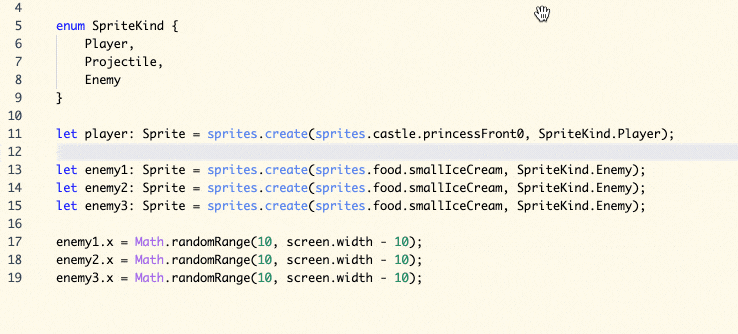 4
5 enum SpriteKind {
6     Player,
7     Projectile,
8     Enemy
9 }
10
11 let player: Sprite = sprites.create(sprites.castle.princessFront0, SpriteKind.Player);
12
13 let enemy1: Sprite = sprites.create(sprites.food.smallIceCream, SpriteKind.Enemy);
14 let enemy2: Sprite = sprites.create(sprites.food.smallIceCream, SpriteKind.Enemy);
15 let enemy3: Sprite = sprites.create(sprites.food.smallIceCream, SpriteKind.Enemy);
16
17 enemy1.x = Math.randomRange(10, screen.width - 10);
18 enemy2.x = Math.randomRange(10, screen.width - 10);
19 enemy3.x = Math.randomRange(10, screen.width - 10);